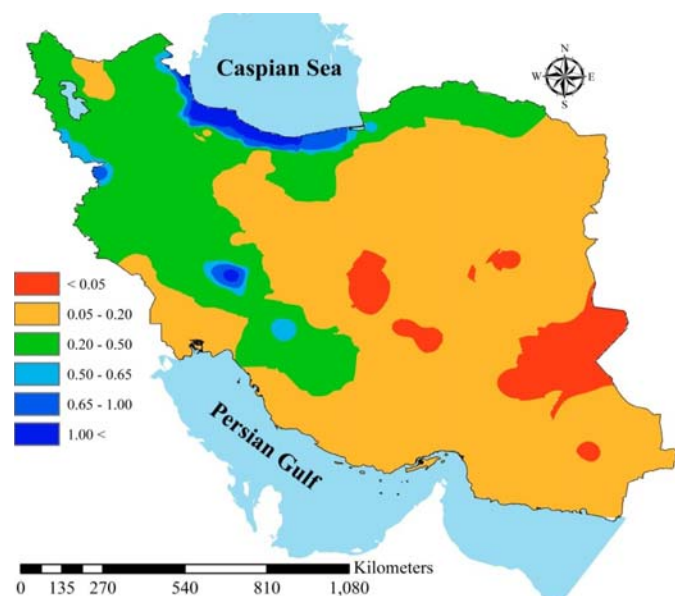 Caspian Sea
N
W E
S
< 0.05
0.05 - 0.20
0.20 - 0.50
0.50 - 0.65
0.65 - 1.00
1.00 <
Persian Gulf
Kilometers
0 135 270 540 810 1,080